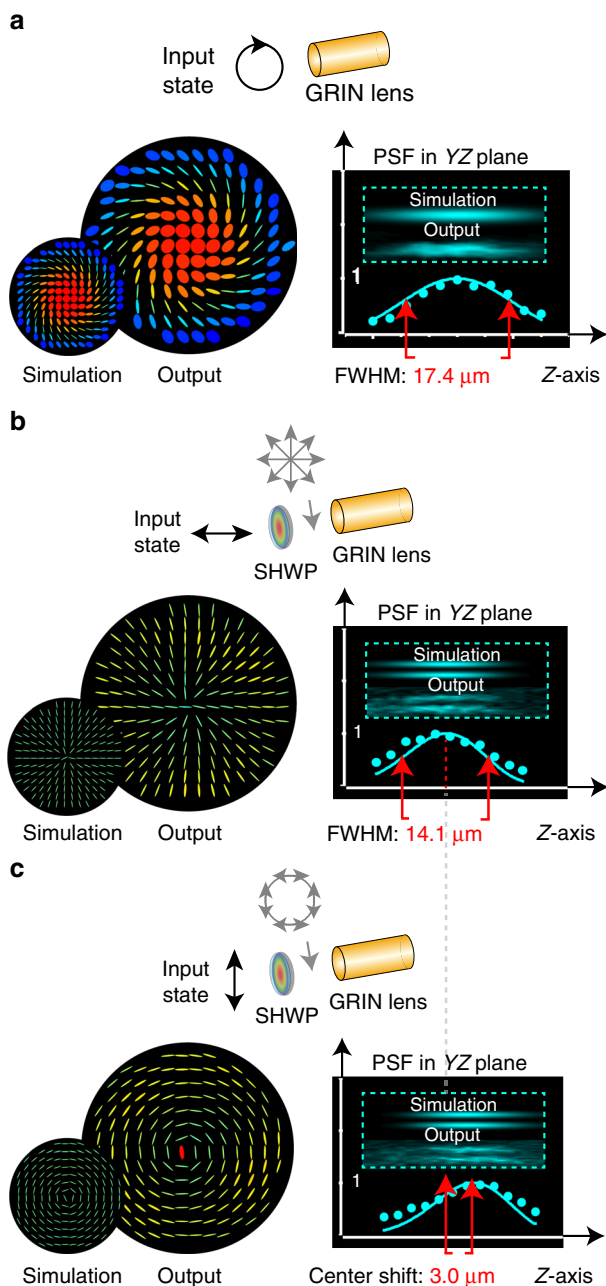 a
Input
state
GRIN lens
PSF in YZ plane
Simulation
Output
1
Simulation
Output
FWHM: 17.4 μm
Z-axis
b
Input
state
SHWP
GRIN lens
PSF in YZ plane
Simulation
Output
1
Simulation
Output
FWHM: 14.1 μm
Z-axis
c
Input
state
SHWP
GRIN lens
PSF in YZ plane
Simulation
Output
1
Simulation
Output
Center shift: 3.0 μm
Z-axis